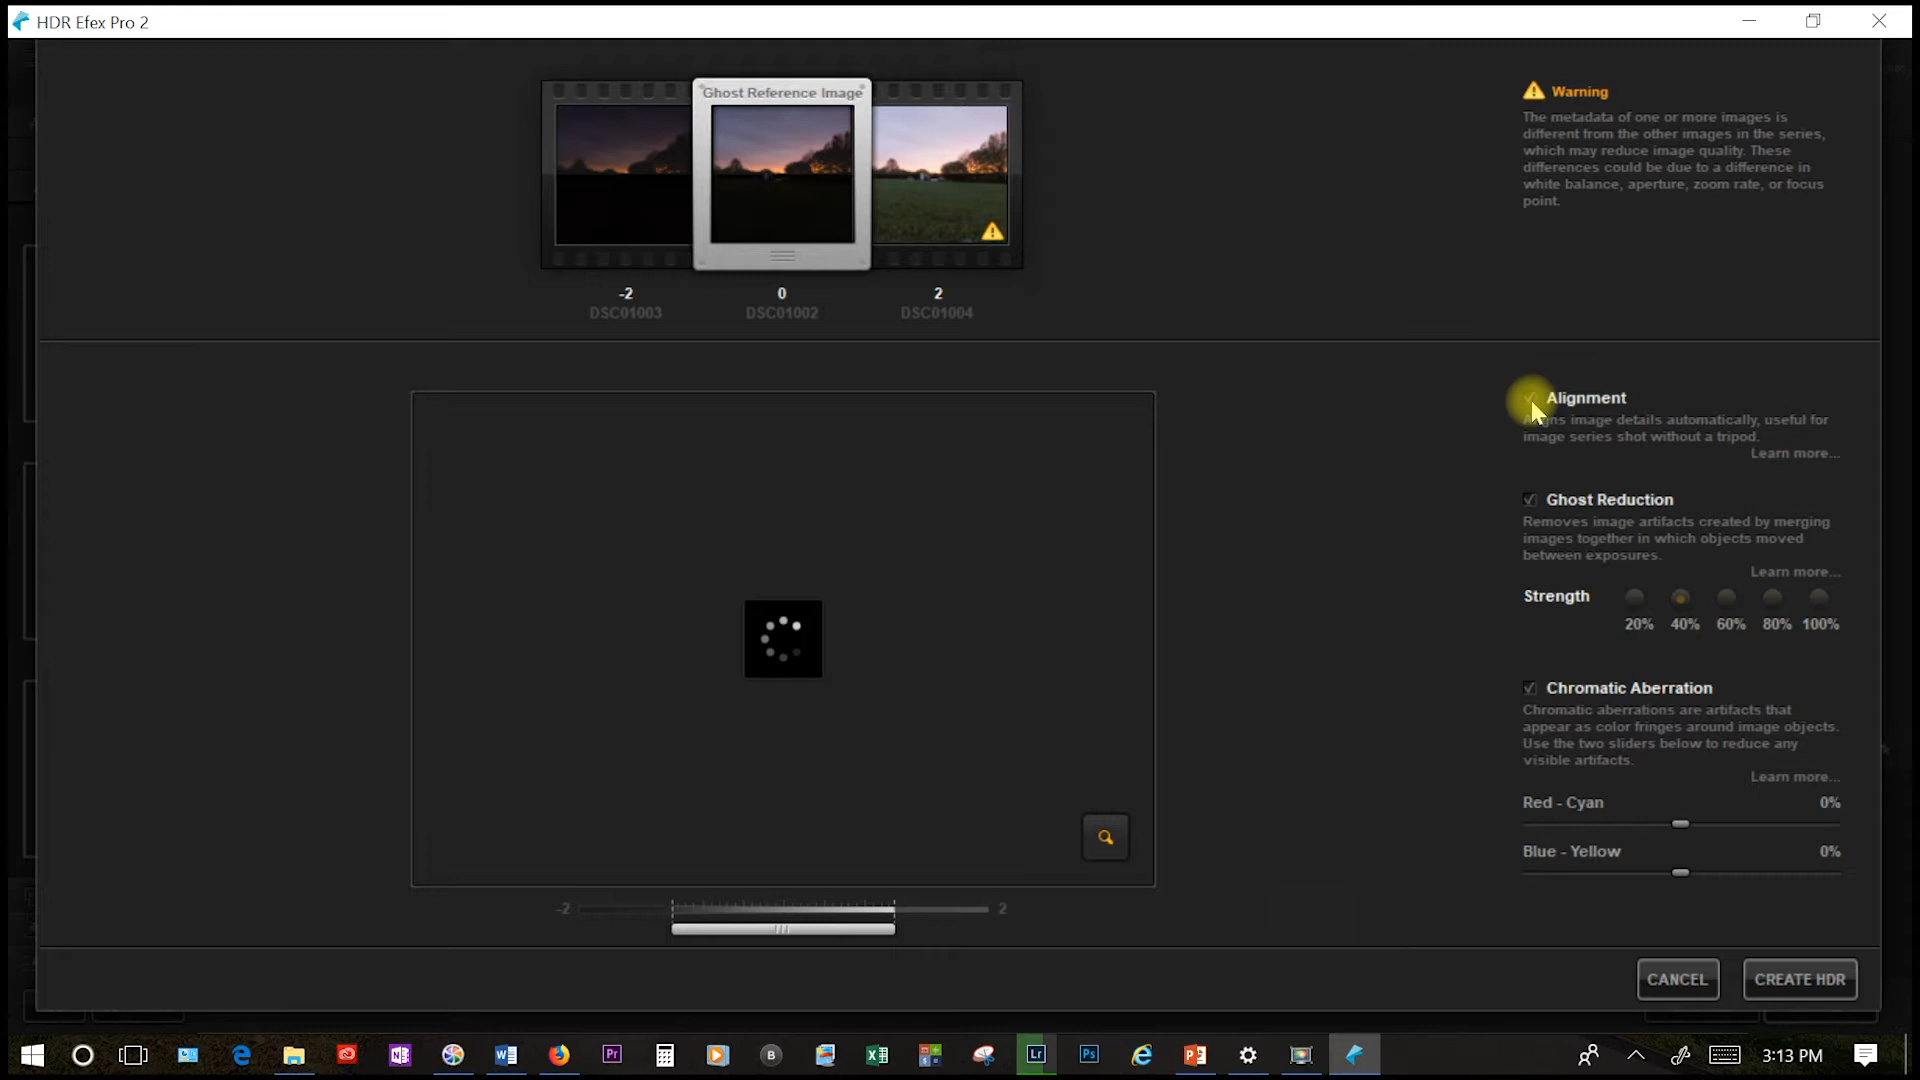 HDR Efex Pro 2
Ghost Reference Image
-2
0
2
DSC01003
DSC01002
DSC01004
Warning
The metadata of one or more images is
different from the other images in the series,
which may reduce image quality. These
differences could be due to a difference in
white balance, aperture, zoom rate, or focus
point.
Alignment
Aligns image details automatically, useful for
image series shot without a tripod.
Learn more...
Ghost Reduction
Removes image artifacts created by merging
images together in which objects moved
between exposures.
Learn more...
Strength
20% 40% 60% 80% 100%
Chromatic Aberration
Chromatic aberrations are artifacts that
appear as color fringes around image objects.
Use the two sliders below to reduce any
visible artifacts.
Learn more...
Red - Cyan 0%
Blue - Yellow 0%
-2
2
CANCEL
CREATE HDR
N
W
Pr
B
X
Lr
Ps
P
3:13 PM